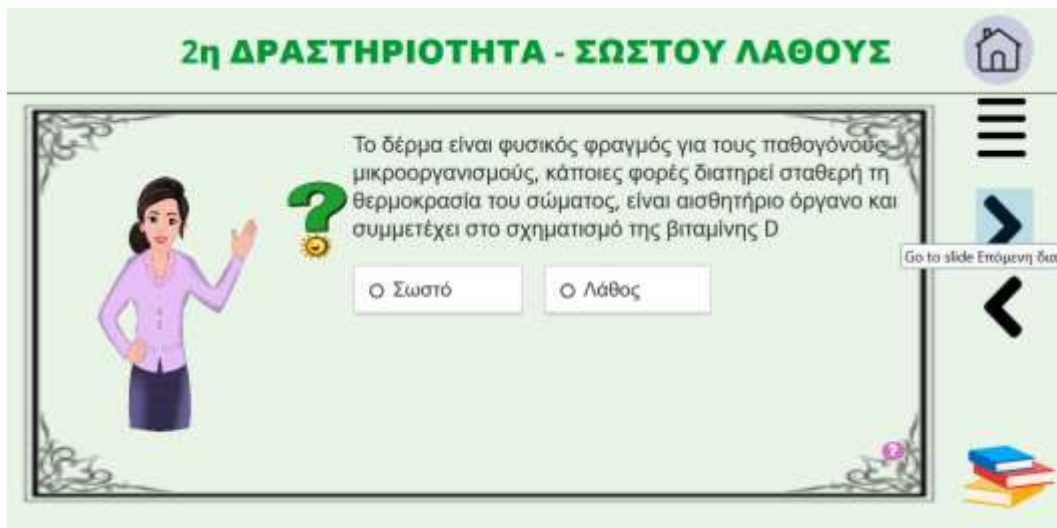 2η ΔΡΑΣΤΗΡΙΟΤΗΤΑ - ΣΩΣΤΟΥ ΛΑΘΟΥΣ
Το δέρμα είναι φυσικός φραγμός για τους παθογόνους
μικροοργανισμούς, κάποιες φορές διατηρεί σταθερή τη
θερμοκρασία του σώματος, είναι αισθητήριο όργανο και
συμμετέχει στο σχηματισμό της βιταμίνης D
Go to slide Επόμενη δια
Σωστό
Λάθος